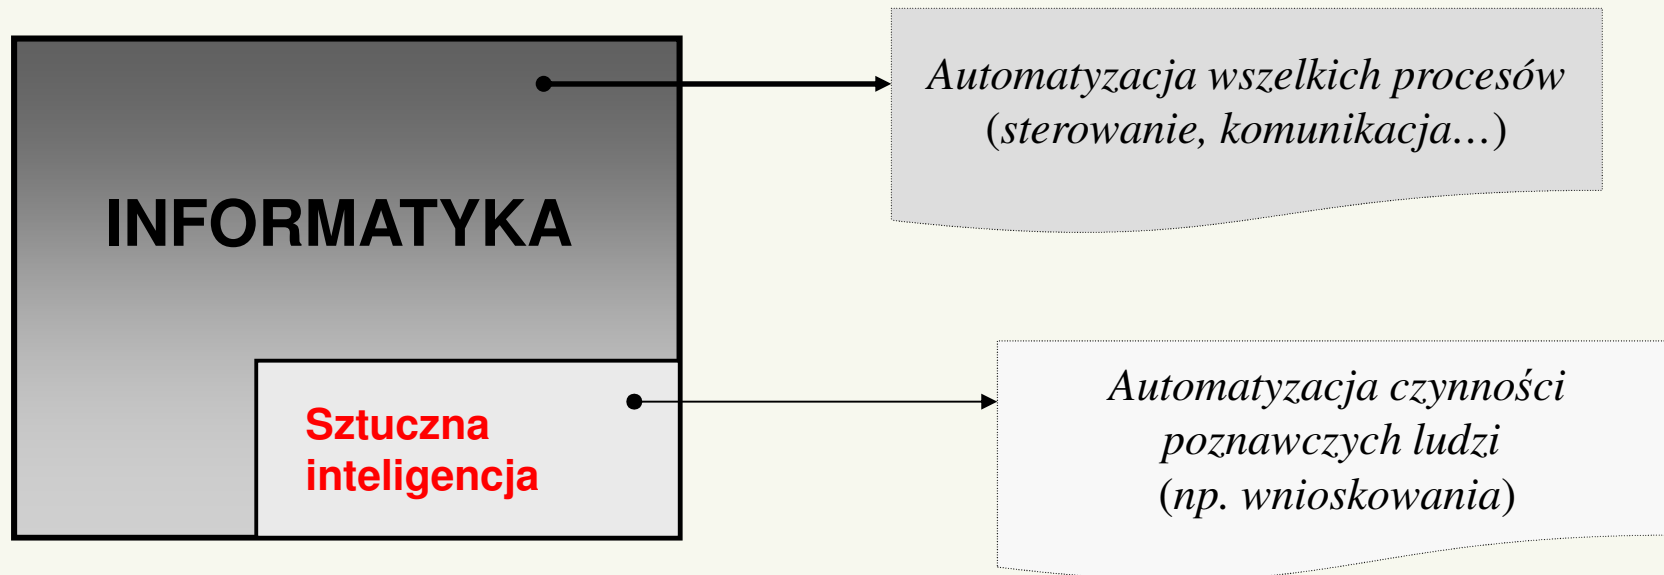 INFORMATYKA
Sztuczna
inteligencja
Automatyzacja wszelkich procesów
(sterowanie, komunikacja…)
Automatyzacja czynności
poznawczych ludzi
(np. wnioskowania)